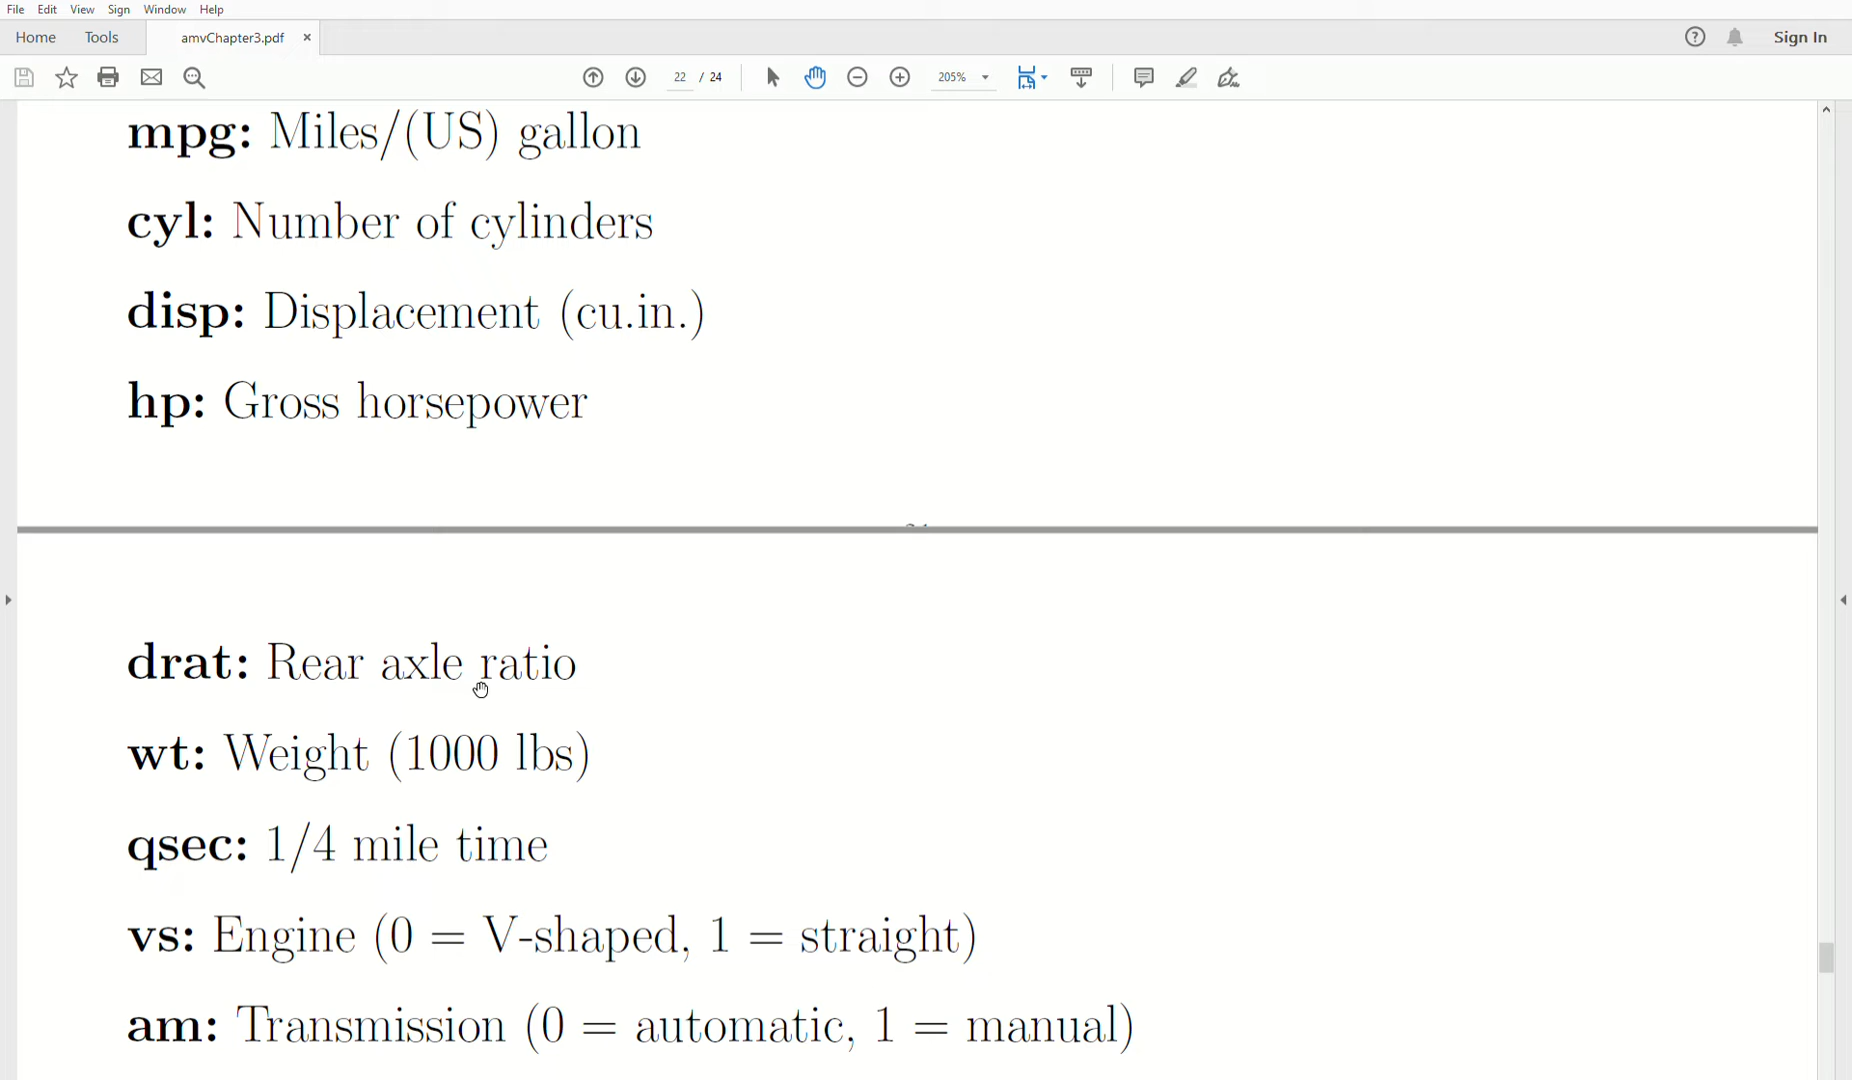 File Edit View Sign Window Help
Home Tools amvChapter3.pdf × Sign In
22 / 24 205%
mpg: Miles/(US) gallon
cyl: Number of cylinders
disp: Displacement (cu.in.)
hp: Gross horsepower
drat: Rear axle ratio
wt: Weight (1000 lbs)
qsec: 1/4 mile time
vs: Engine (0 = V-shaped, 1 = straight)
am: Transmission (0 = automatic, 1 = manual)